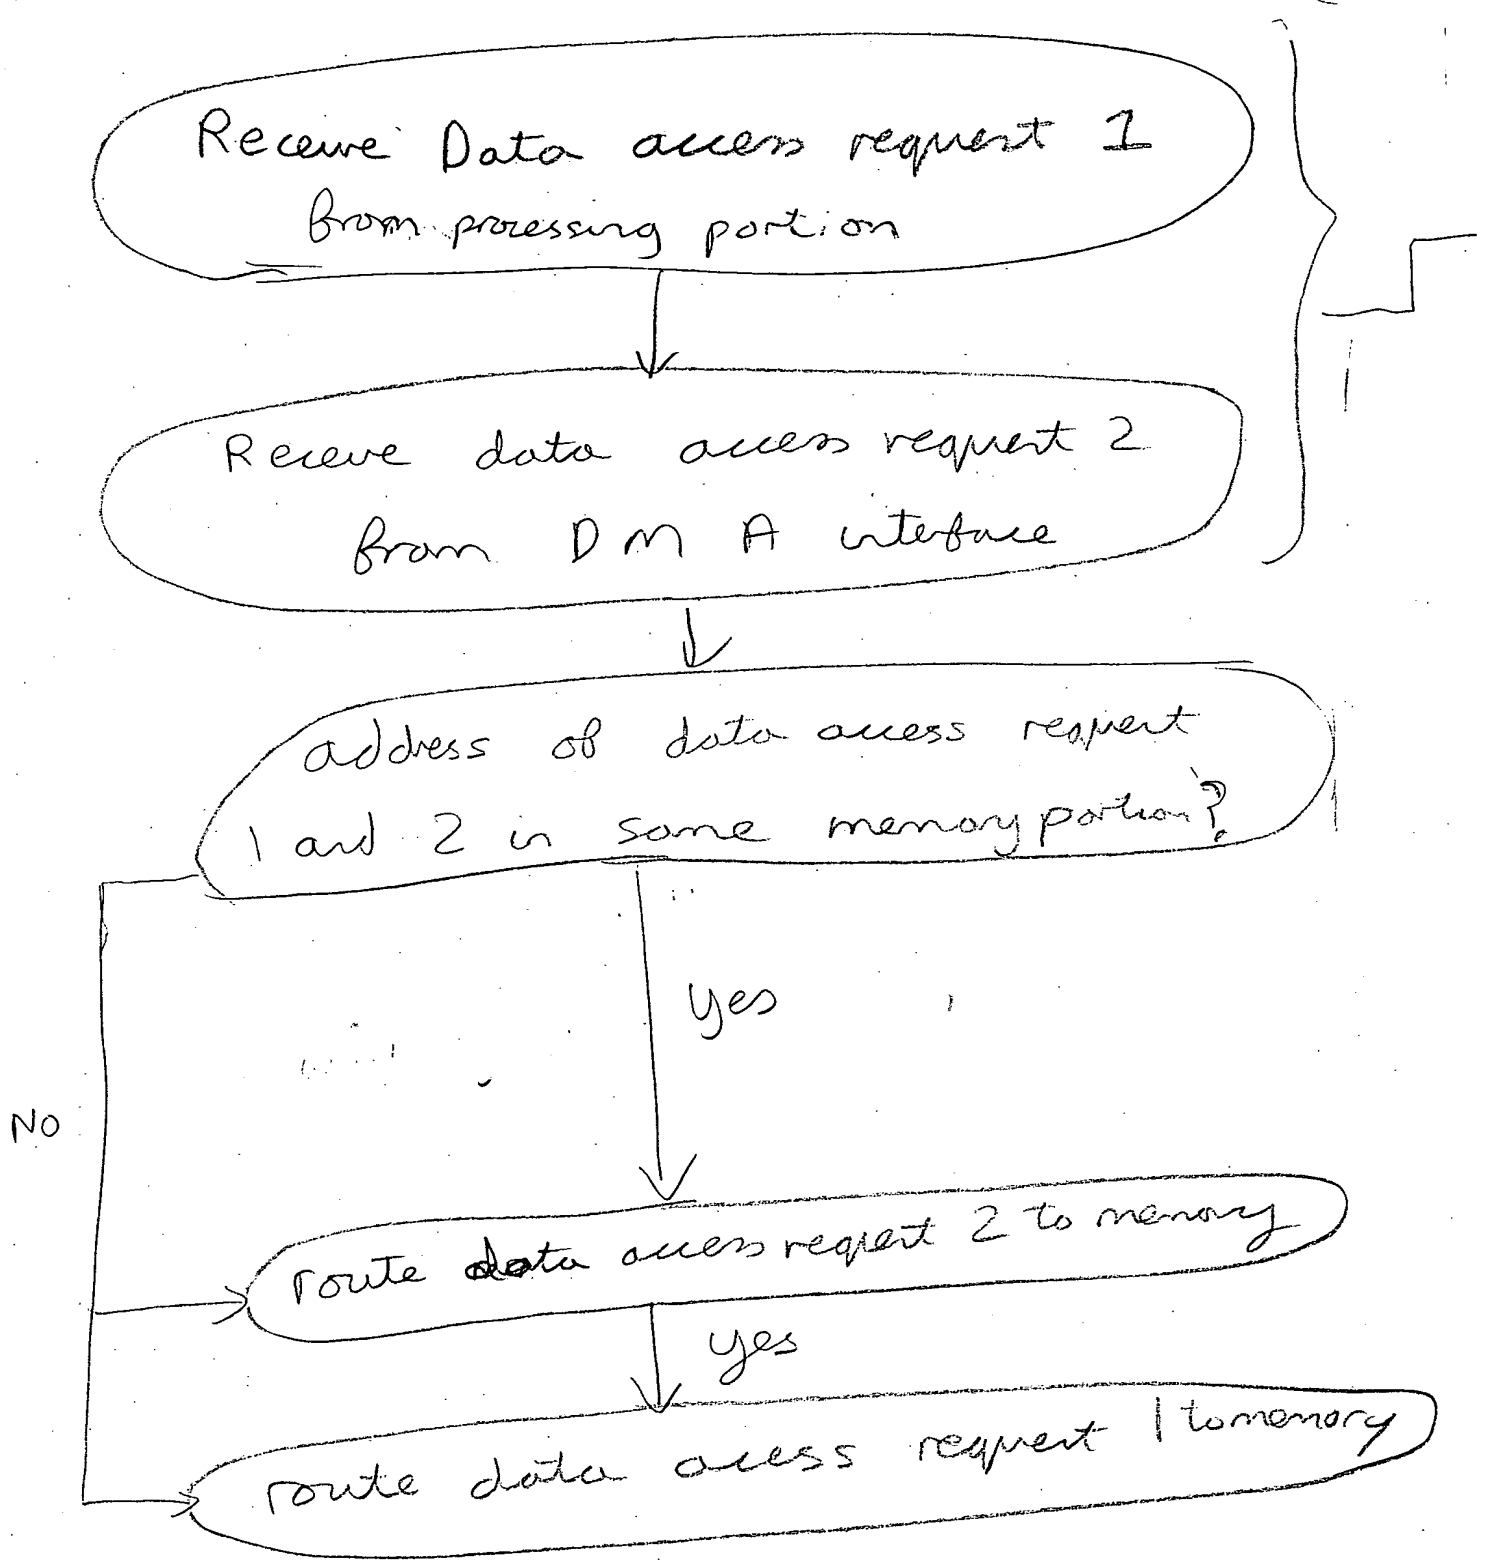 Receive Data access request 1
from processing portion
Receive data access request 2
from DMA interface
address of data access request
1 and 2 in same memory portion?
yes
NO
route data access request 2 to memory
yes
route data access request 1 to memory